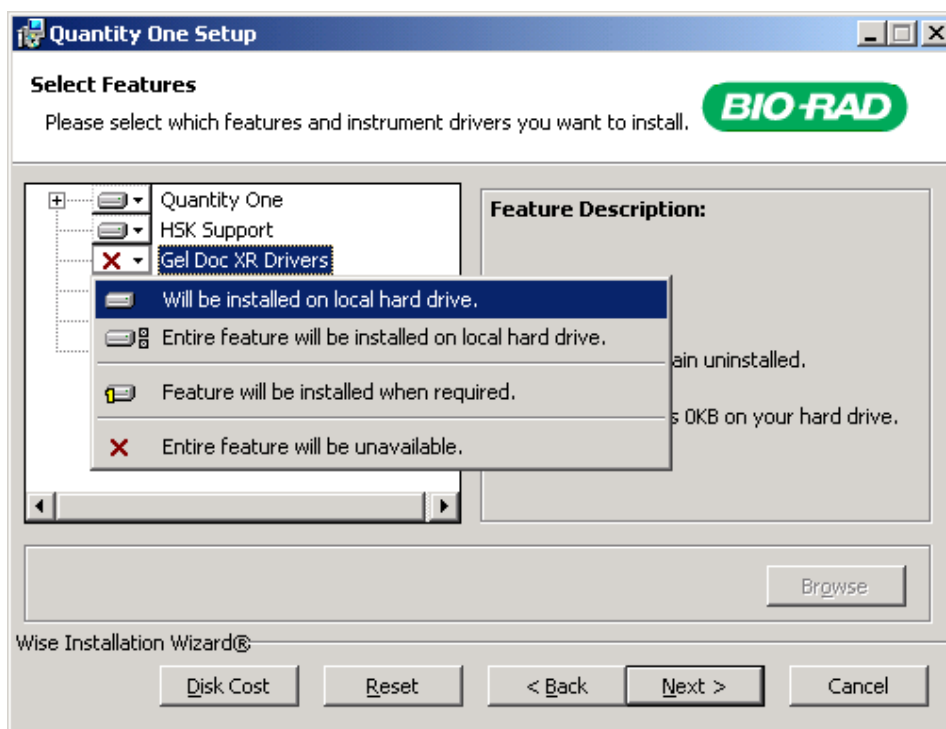 Quantity One Setup
Select Features
Please select which features and instrument drivers you want to install.
BIO-RAD
Quantity One
HSK Support
Gel Doc XR Drivers
Will be installed on local hard drive.
Entire feature will be installed on local hard drive.
Feature will be installed when required.
Entire feature will be unavailable.
Feature Description:
ain uninstalled.
s 0KB on your hard drive.
Browse
Wise Installation Wizard®
Disk Cost
Reset
< Back
Next >
Cancel